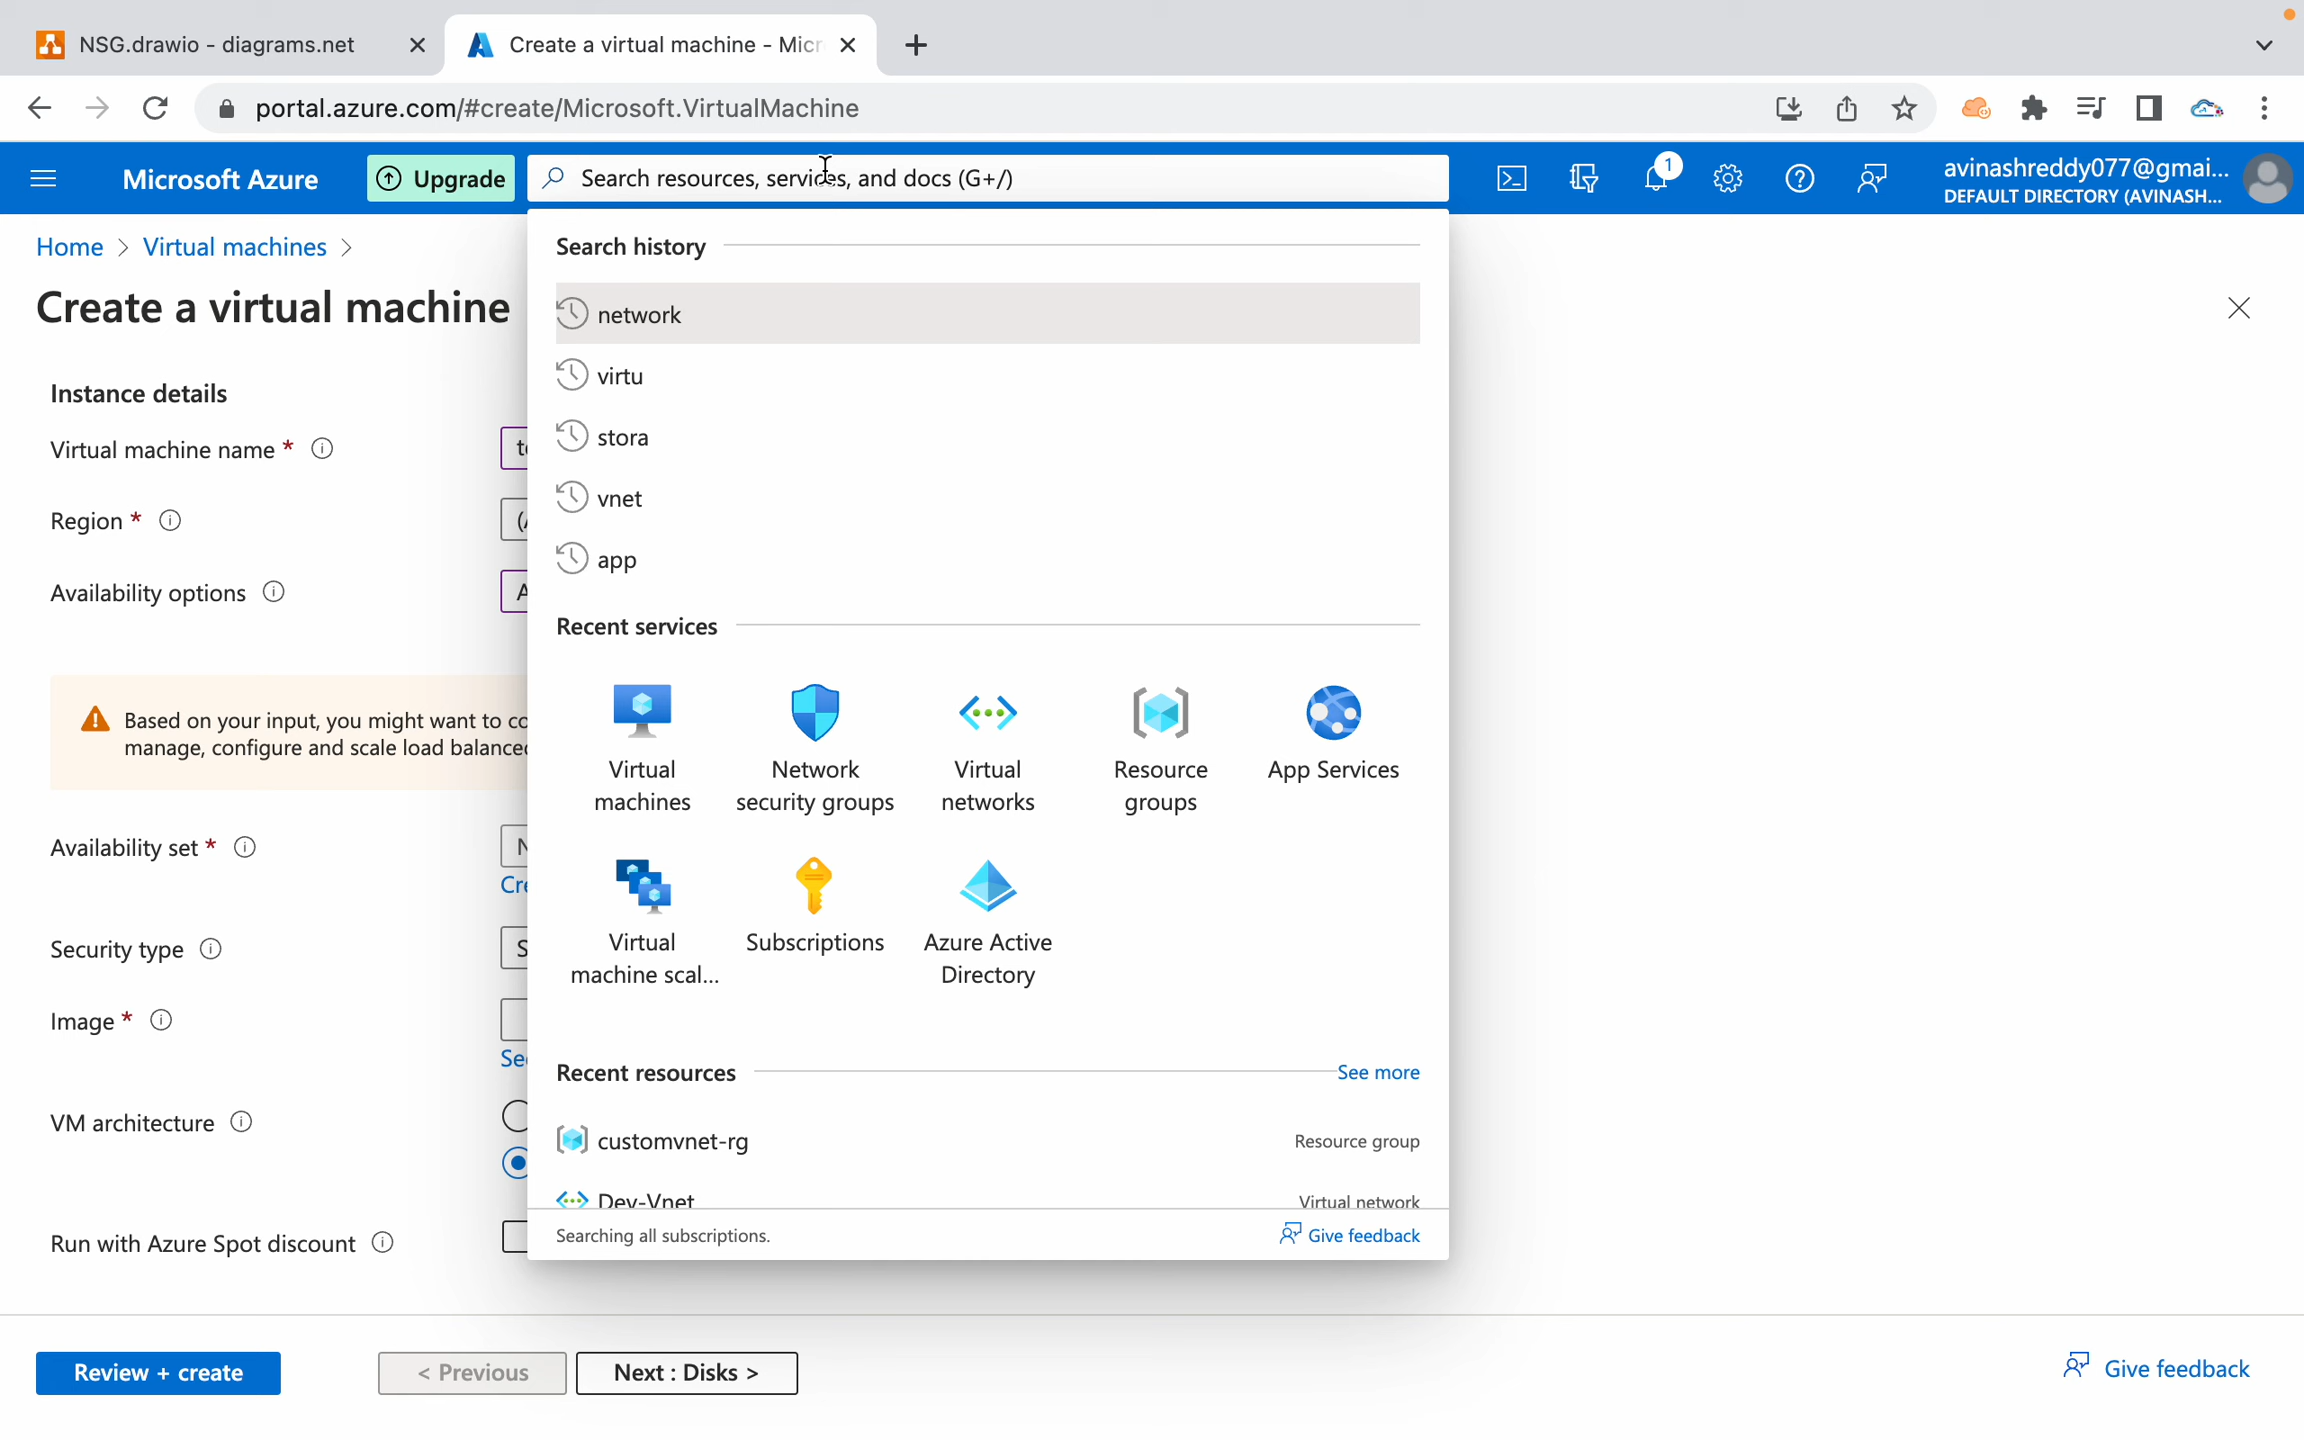 NSG.drawio - diagrams.net
Create a virtual machine - Micr
portal.azure.com/#create/Microsoft.VirtualMachine
Microsoft Azure
Upgrade
Search resources, services, and docs (G+/)
1
avinashreddy077@gmai...
DEFAULT DIRECTORY (AVINASH...
Home > Virtual machines >
Create a virtual machine
Instance details
Virtual machine name *
Region *
Availability options
Based on your input, you might want to co
manage, configure and scale load balance
Availability set *
Cre
Security type
Image *
See
VM architecture
Run with Azure Spot discount
Search history
network
virtu
stora
vnet
app
Recent services
Virtual
machines
Network
security groups
Virtual
networks
Resource
groups
App Services
Virtual
machine scal...
Subscriptions
Azure Active
Directory
Recent resources
See more
customvnet-rg
Resource group
Dev-Vnet
Virtual network
Searching all subscriptions.
Give feedback
Review + create
< Previous
Next : Disks >
Give feedback